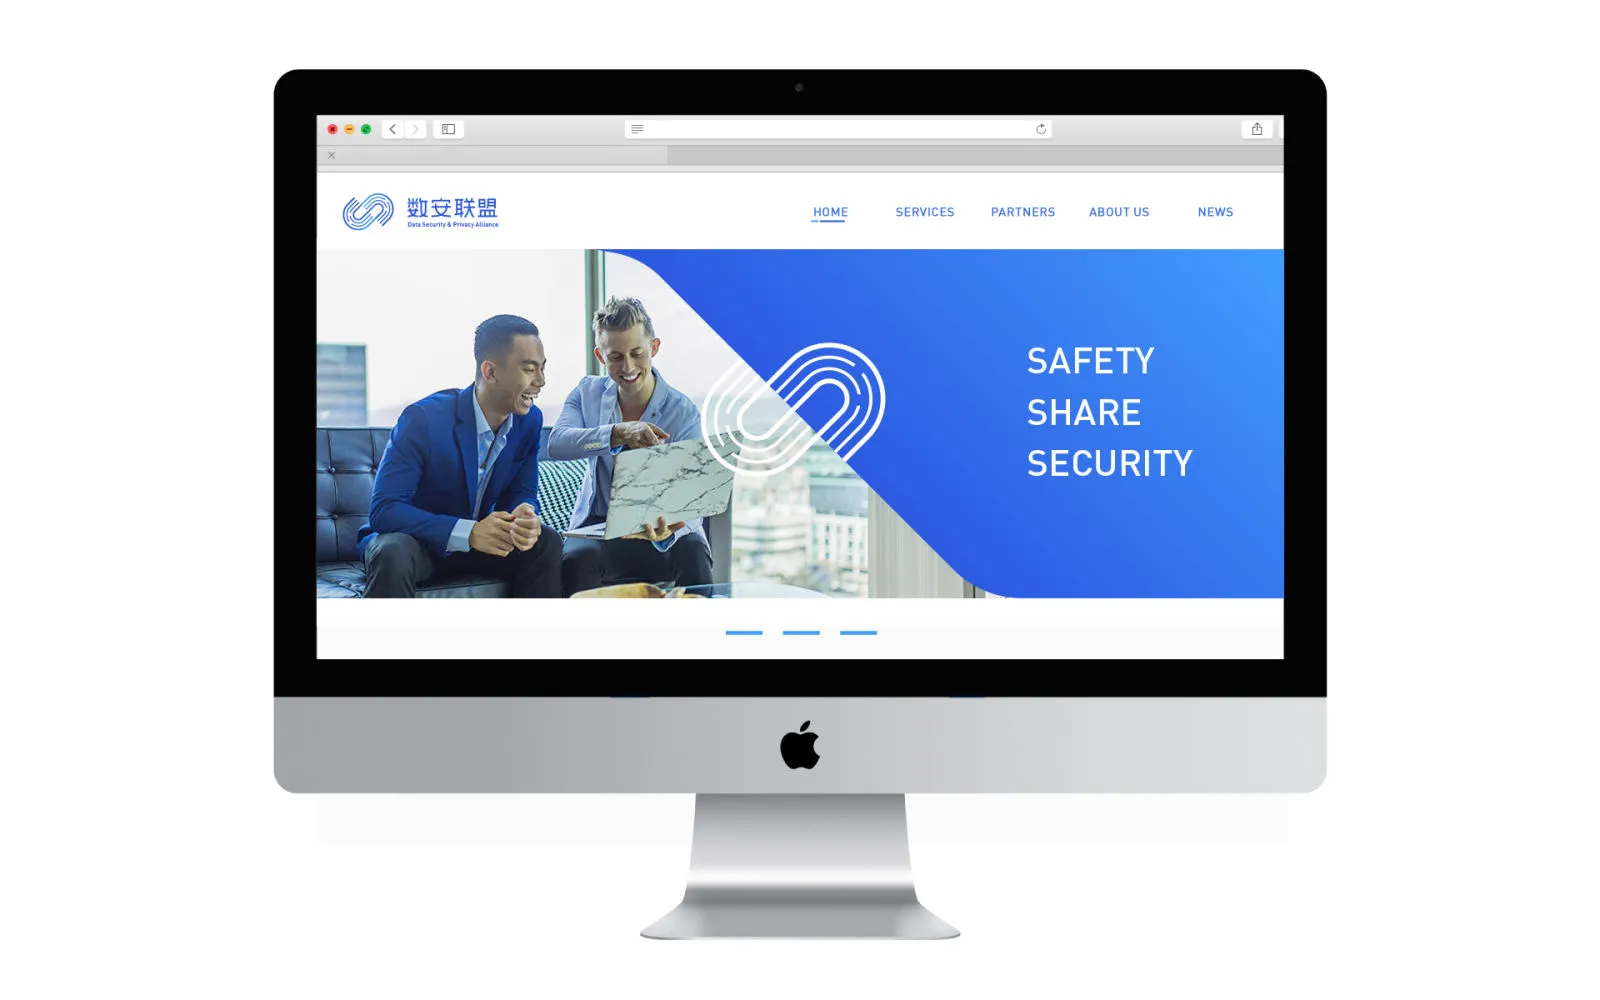 数安联盟
Data Security & Privacy Alliance
HOME SERVICES PARTNERS ABOUT US NEWS
SAFETY
SHARE
SECURITY